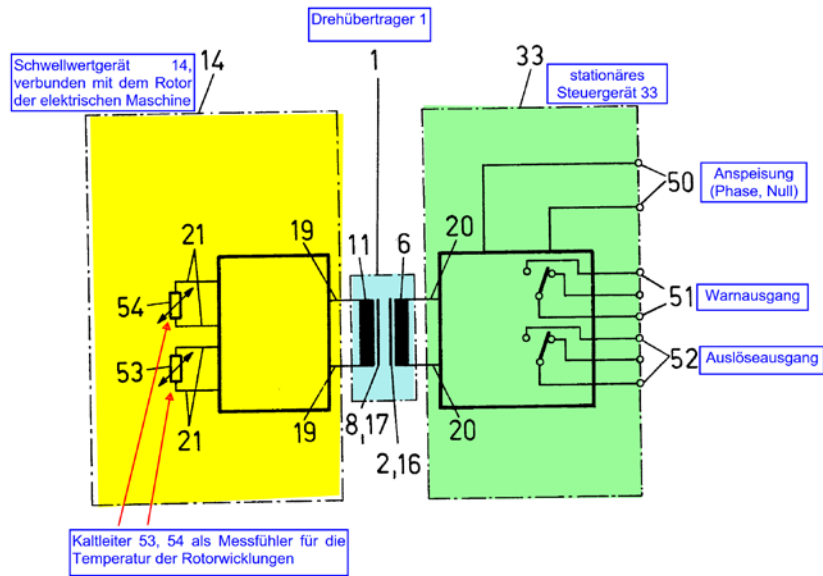 Drehübertrager 1
Schwellwertgerät 14,
verbunden mit dem Rotor
der elektrischen Maschine
14
1
33
stationäres
Steuergerät 33
50
Anspeisung
(Phase, Null)
21
19
11
6
20
54
51
Warnausgang
53
52
Auslöseausgang
21
19
8,17
20
2,16
Kaltleiter 53, 54 als Messfühler für die
Temperatur der Rotorwicklungen